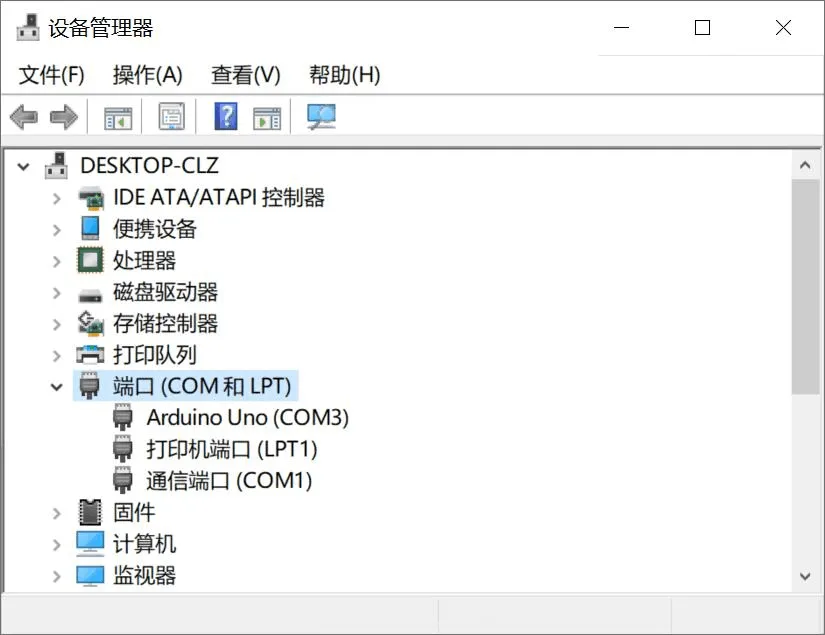 设备管理器
文件(F) 操作(A) 查看(V) 帮助(H)
DESKTOP-CLZ
IDE ATA/ATAPI 控制器
便携设备
处理器
磁盘驱动器
存储控制器
打印队列
端口 (COM 和 LPT)
Arduino Uno (COM3)
打印机端口 (LPT1)
通信端口 (COM1)
固件
计算机
监视器